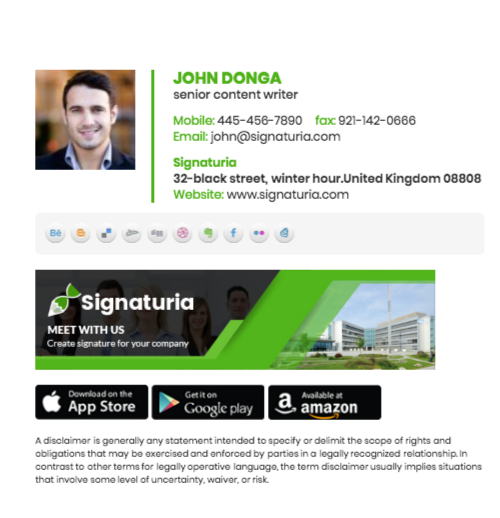 JOHN DONGA
senior content writer
Mobile: 445-456-7890 fax: 921-142-0666
Email: john@signaturia.com
Signaturia
32-black street, winter hour.United Kingdom 08808
Website: www.signaturia.com
Bē
digg
f
Signaturia
MEET WITH US
Create signature for your company
Download on the
App Store
Get it on
Google play
a
Available at
amazon
A disclaimer is generally any statement intended to specify or delimit the scope of rights and
obligations that may be exercised and enforced by parties in a legally recognized relationship. In
contrast to other terms for legally operative language, the term disclaimer usually implies situations
that involve some level of uncertainty, waiver, or risk.